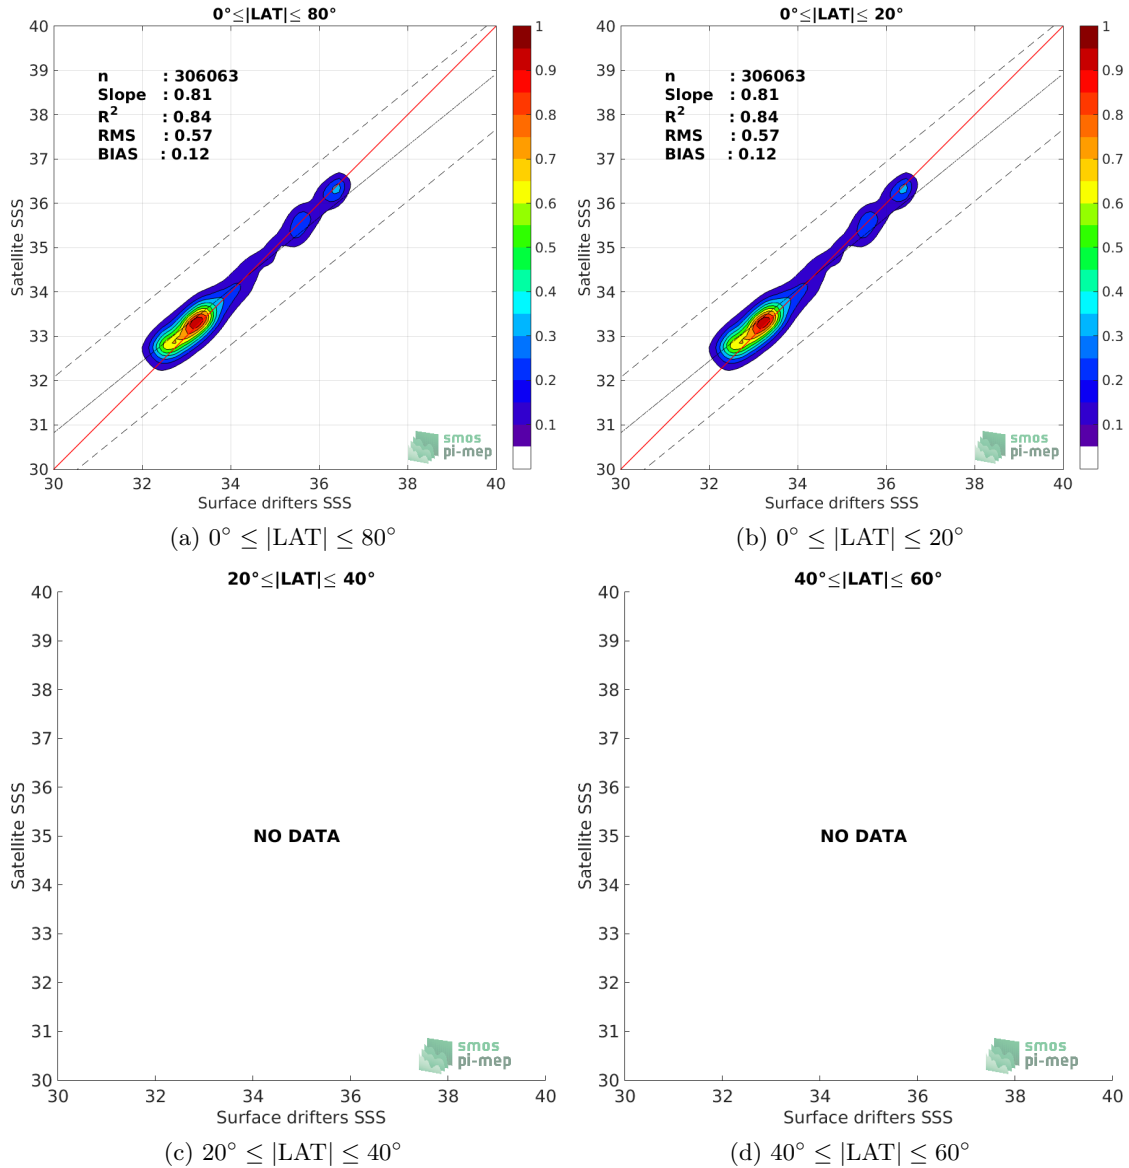 0°≤|LAT|≤ 80°
40
39
38
37
36
35
34
33
32
31
30
30
32
34
36
38
40
Satellite SSS
Surface drifters SSS
n : 306063
Slope : 0.81
R² : 0.84
RMS : 0.57
BIAS : 0.12
1
0.9
0.8
0.7
0.6
0.5
0.4
0.3
0.2
0.1
smos
pi-mep
(a) 0° ≤ |LAT| ≤ 80°
0°≤|LAT|≤ 20°
40
39
38
37
36
35
34
33
32
31
30
30
32
34
36
38
40
Satellite SSS
Surface drifters SSS
n : 306063
Slope : 0.81
R² : 0.84
RMS : 0.57
BIAS : 0.12
1
0.9
0.8
0.7
0.6
0.5
0.4
0.3
0.2
0.1
smos
pi-mep
(b) 0° ≤ |LAT| ≤ 20°
20°≤|LAT|≤ 40°
40
39
38
37
36
35
34
33
32
31
30
30
32
34
36
38
40
Satellite SSS
Surface drifters SSS
NO DATA
smos
pi-mep
(c) 20° ≤ |LAT| ≤ 40°
40°≤|LAT|≤ 60°
40
39
38
37
36
35
34
33
32
31
30
30
32
34
36
38
40
Satellite SSS
Surface drifters SSS
NO DATA
smos
pi-mep
(d) 40° ≤ |LAT| ≤ 60°